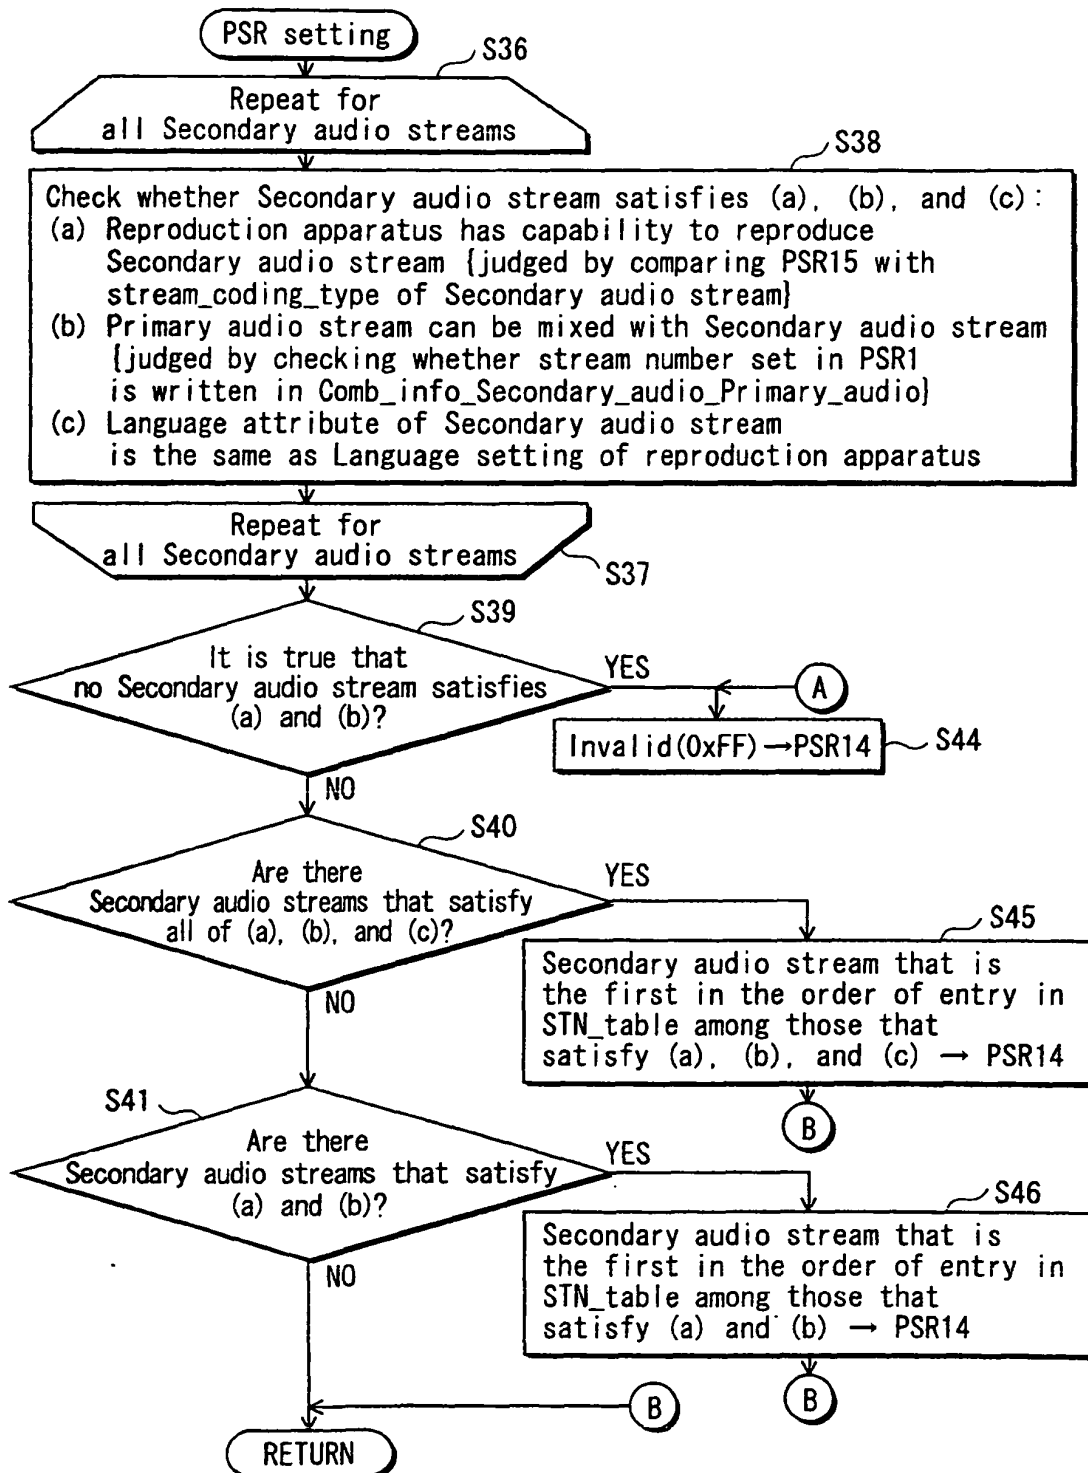 PSR setting
S36
Repeat for
all Secondary audio streams
S38
Check whether Secondary audio stream satisfies (a), (b), and (c):
(a) Reproduction apparatus has capability to reproduce
Secondary audio stream {judged by comparing PSR15 with
stream_coding_type of Secondary audio stream}
(b) Primary audio stream can be mixed with Secondary audio stream
{judged by checking whether stream number set in PSR1
is written in Comb_info_Secondary_audio_Primary_audio}
(c) Language attribute of Secondary audio stream
is the same as Language setting of reproduction apparatus
Repeat for
all Secondary audio streams
S37
S39
It is true that
no Secondary audio stream satisfies
(a) and (b)?
YES
A
Invalid(0xFF)→PSR14
S44
NO
S40
Are there
Secondary audio streams that satisfy
all of (a), (b), and (c)?
YES
S45
Secondary audio stream that is
the first in the order of entry in
STN_table among those that
satisfy (a), (b), and (c) → PSR14
NO
B
S41
Are there
Secondary audio streams that satisfy
(a) and (b)?
YES
S46
Secondary audio stream that is
the first in the order of entry in
STN_table among those that
satisfy (a) and (b) → PSR14
NO
B
B
RETURN